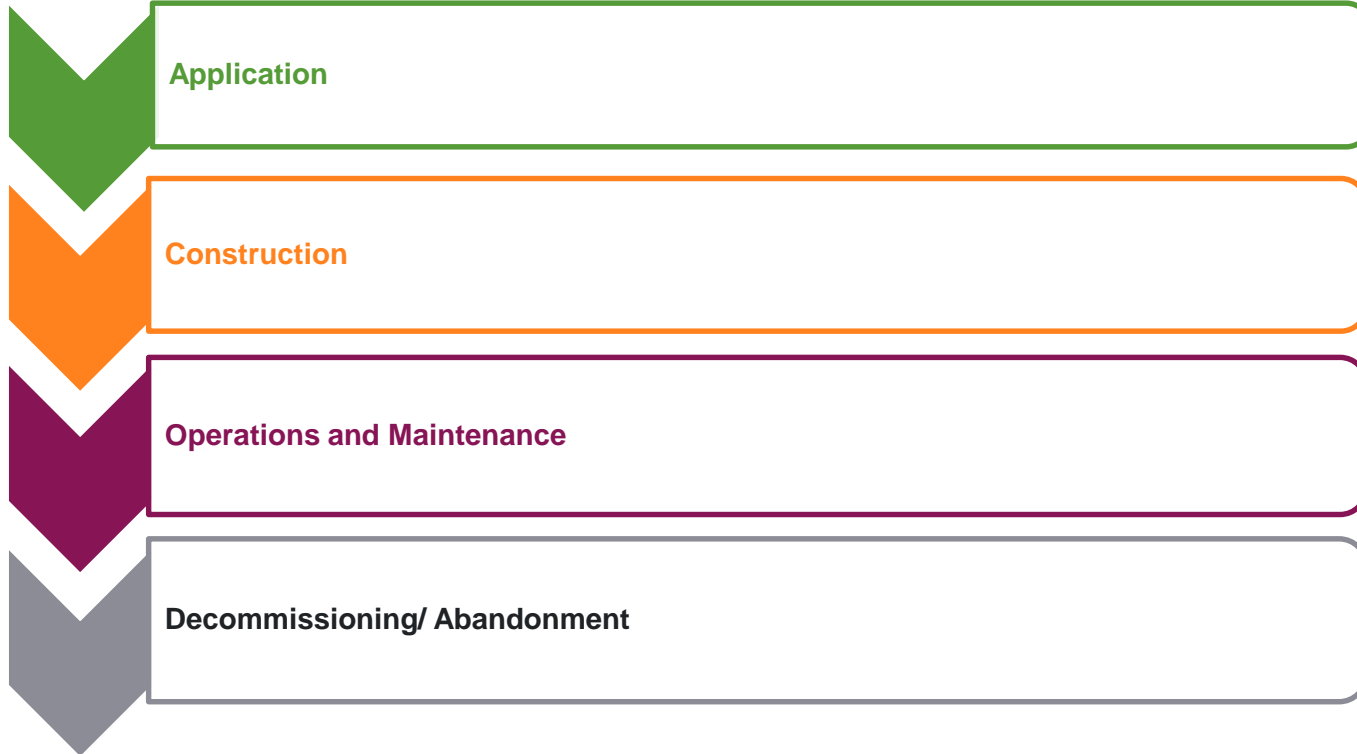 Application
Construction
Operations and Maintenance
Decommissioning/ Abandonment